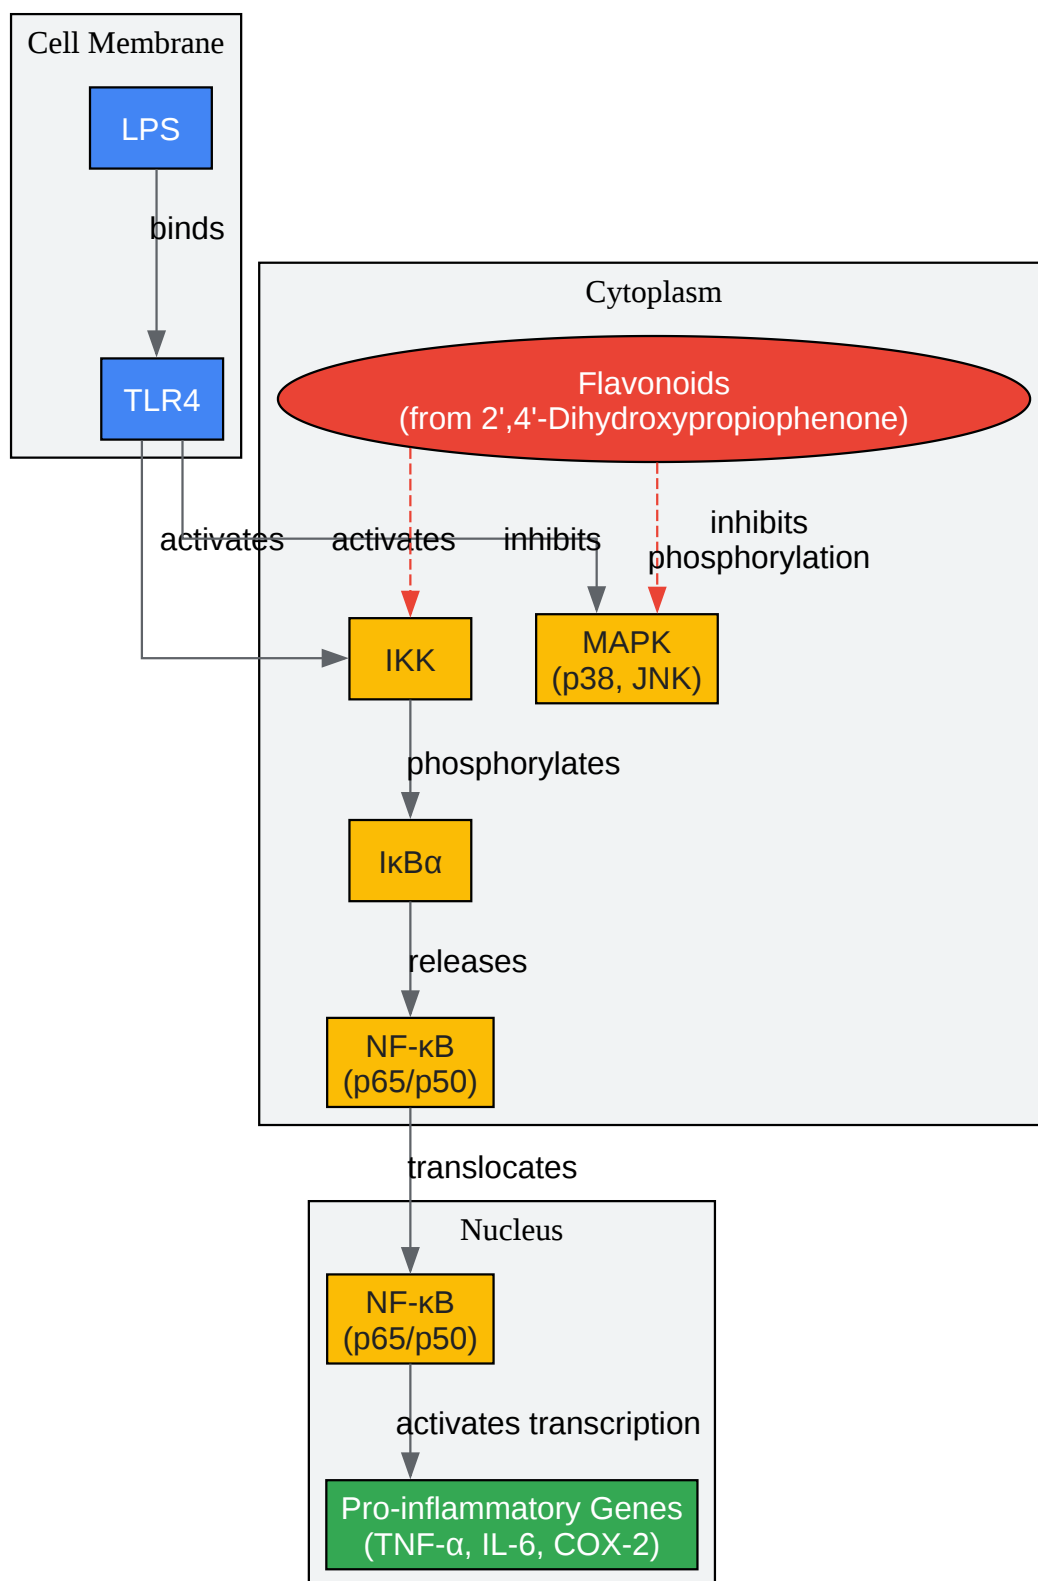 Cell Membrane
LPS
binds
TLR4
Cytoplasm
Flavonoids
(from 2',4'-Dihydroxypropiophenone)
activates
activates
inhibits
inhibits
phosphorylation
IKK
MAPK
(p38, JNK)
phosphorylates
IκBα
releases
NF-κB
(p65/p50)
translocates
Nucleus
NF-κB
(p65/p50)
activates transcription
Pro-inflammatory Genes
(TNF-α, IL-6, COX-2)